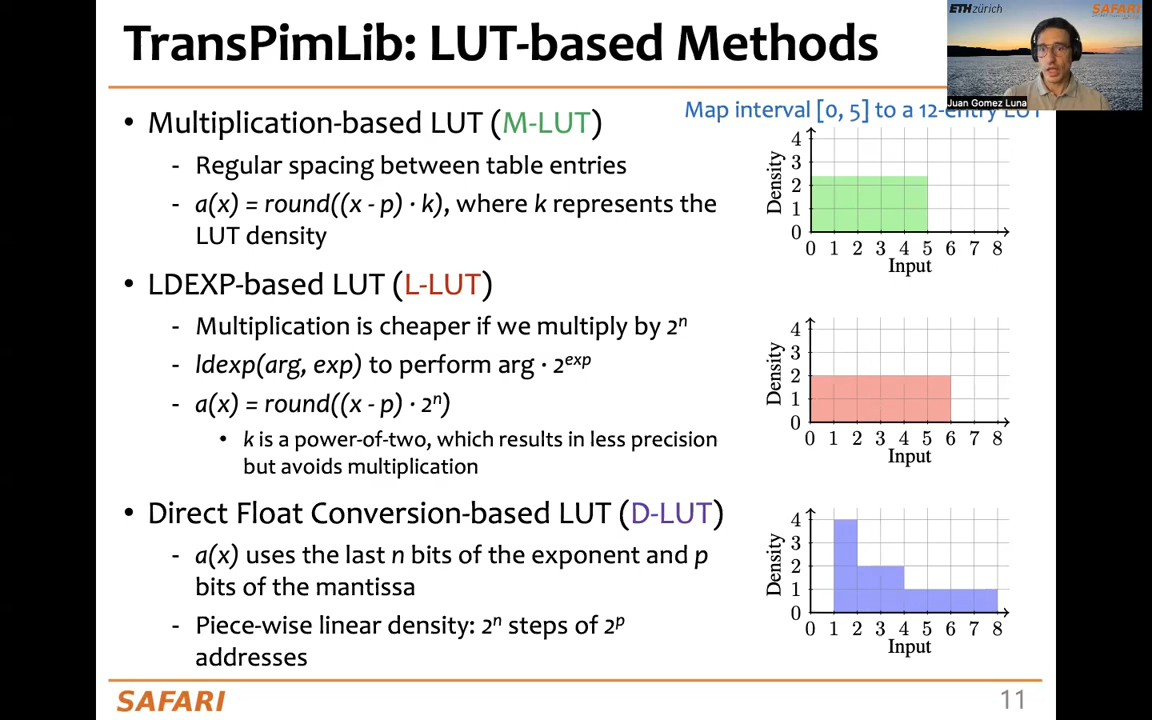 TransPimLib: LUT-based Methods
ETH zürich
SAFARI
Juan Gomez Luna
Map interval [0, 5] to a 12-entry LUT
• Multiplication-based LUT (M-LUT)
- Regular spacing between table entries
- a(x) = round((x - p) · k), where k represents the
LUT density
Density
4
3
2
1
0
0 1 2 3 4 5 6 7 8
Input
• LDEXP-based LUT (L-LUT)
- Multiplication is cheaper if we multiply by 2ⁿ
- ldexp(arg, exp) to perform arg · 2ᵉˣᵖ
- a(x) = round((x - p) · 2ⁿ)
• k is a power-of-two, which results in less precision
but avoids multiplication
Density
4
3
2
1
0
0 1 2 3 4 5 6 7 8
Input
• Direct Float Conversion-based LUT (D-LUT)
- a(x) uses the last n bits of the exponent and p
bits of the mantissa
- Piece-wise linear density: 2ⁿ steps of 2ᵖ
addresses
Density
4
3
2
1
0
0 1 2 3 4 5 6 7 8
Input
SAFARI
11